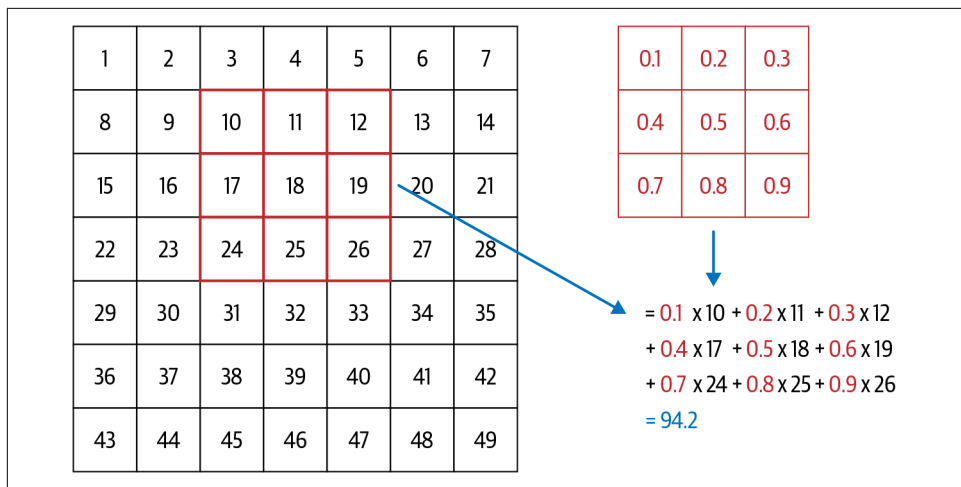 1 2 3 4 5 6 7
8 9 10 11 12 13 14
15 16 17 18 19 20 21
22 23 24 25 26 27 28
29 30 31 32 33 34 35
36 37 38 39 40 41 42
43 44 45 46 47 48 49
0.1 0.2 0.3
0.4 0.5 0.6
0.7 0.8 0.9
= 0.1 x 10 + 0.2 x 11 + 0.3 x 12
+ 0.4 x 17 + 0.5 x 18 + 0.6 x 19
+ 0.7 x 24 + 0.8 x 25 + 0.9 x 26
= 94.2